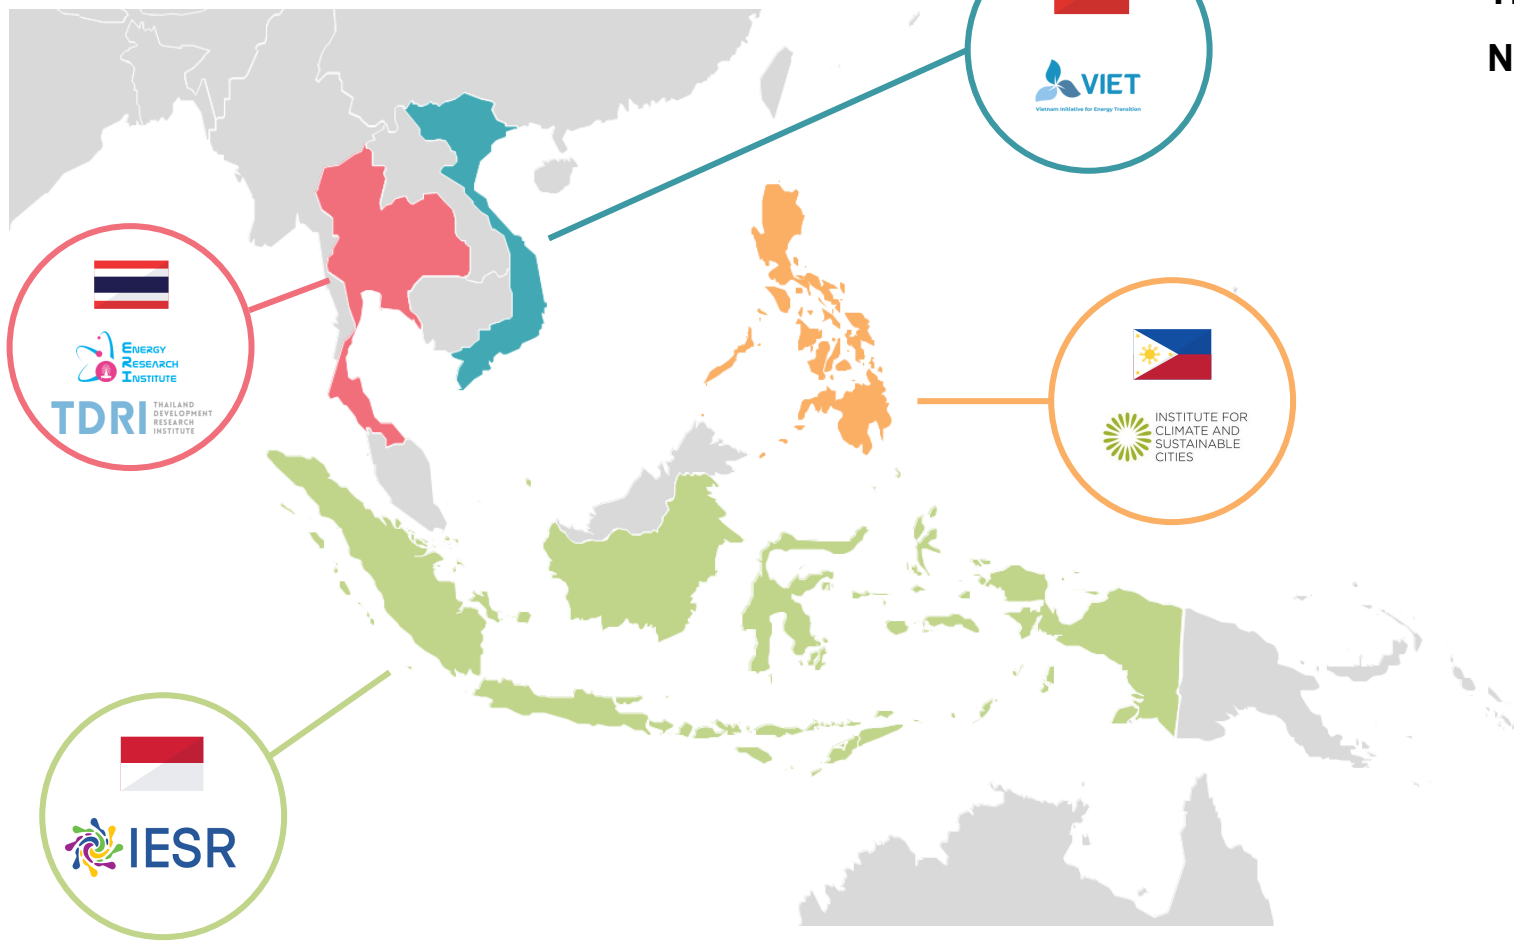 N
VIET
Vietnam Initiative for Energy Transition
ENERGY
RESEARCH
INSTITUTE
TDRI
THAILAND
DEVELOPMENT
RESEARCH
INSTITUTE
INSTITUTE FOR
CLIMATE AND
SUSTAINABLE
CITIES
IESR